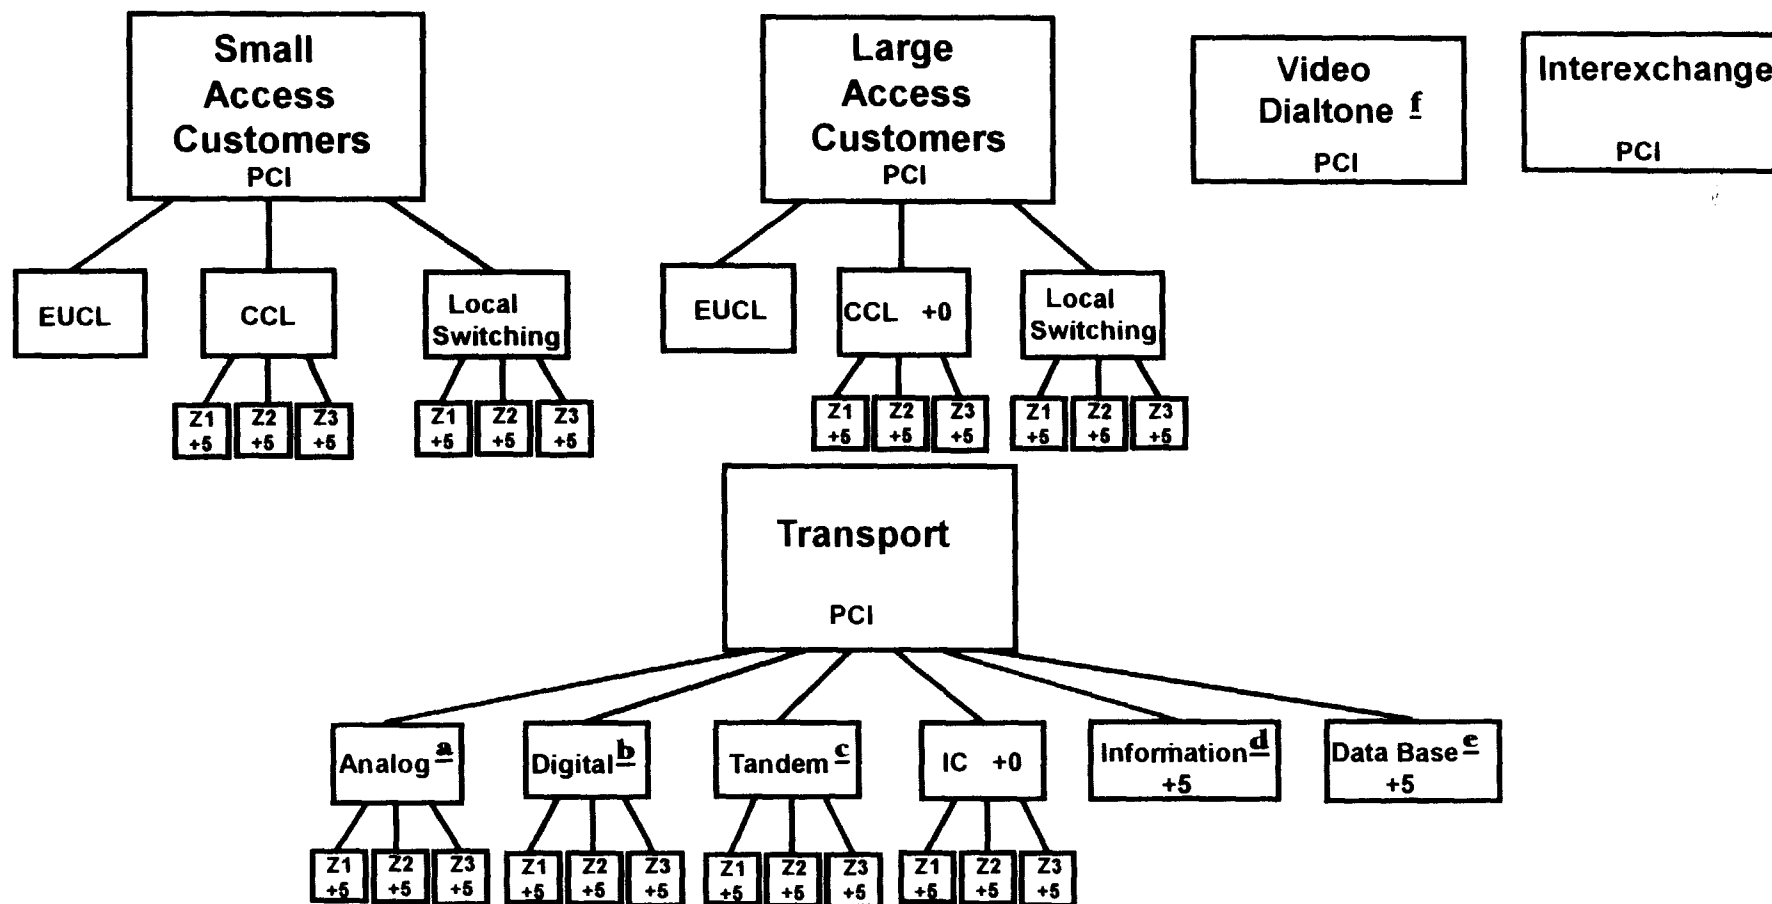 Small
Access
Customers
PCI
Large
Access
Customers
PCI
Video
Dialtone f
PCI
Interexchange
PCI
EUCL
CCL
Local
Switching
EUCL
CCL +0
Local
Switching
Z1
+5
Z2
+5
Z3
+5
Z1
+5
Z2
+5
Z3
+5
Z1
+5
Z2
+5
Z3
+5
Z1
+5
Z2
+5
Z3
+5
Transport
PCI
Analog a
Digital b
Tandem c
IC +0
Information d
+5
Data Base e
+5
Z1
+5
Z2
+5
Z3
+5
Z1
+5
Z2
+5
Z3
+5
Z1
+5
Z2
+5
Z3
+5
Z1
+5
Z2
+5
Z3
+5